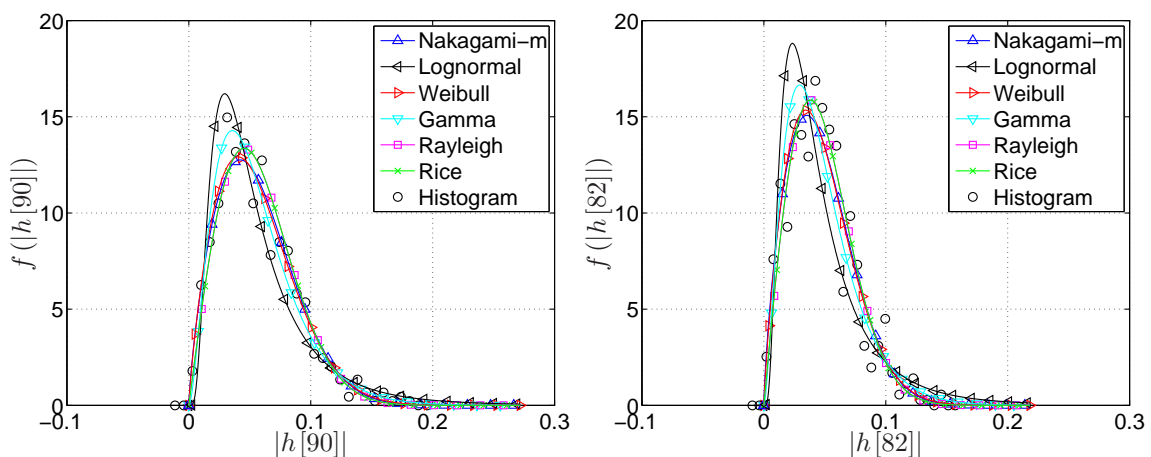 20
15
10
5
0
−0.1
0
0.1
0.2
0.3
f (|h [90]|)
|h [90]|
Nakagami−m
Lognormal
Weibull
Gamma
Rayleigh
Rice
Histogram
20
15
10
5
0
−0.1
0
0.1
0.2
0.3
f (|h [82]|)
|h [82]|
Nakagami−m
Lognormal
Weibull
Gamma
Rayleigh
Rice
Histogram